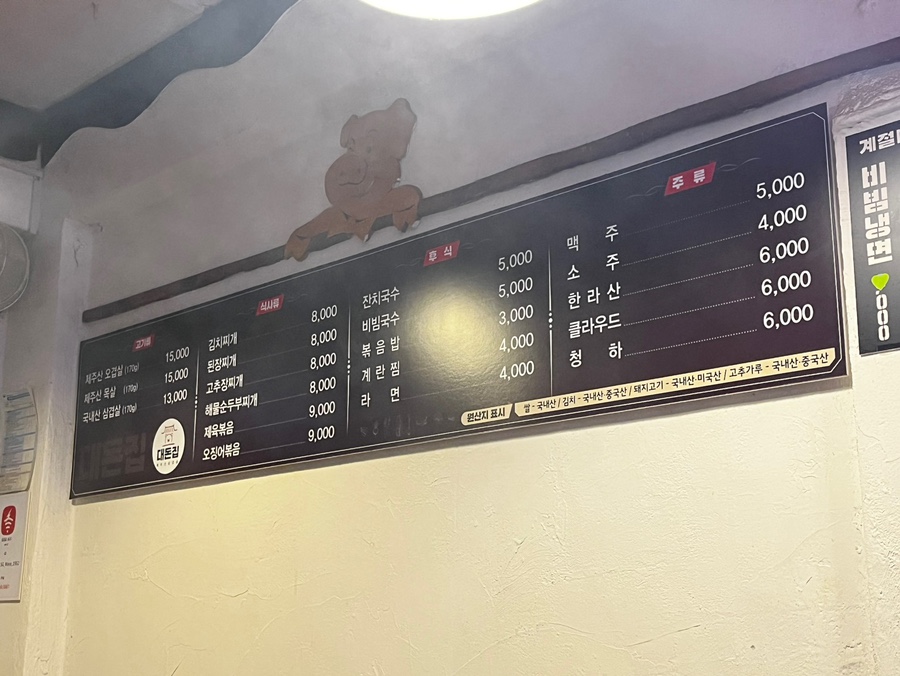 고기류
제주산 오겹살 (170g) 15,000
제주산 목살 (170g) 15,000
국내산 삼겹살 (170g) 13,000
대돈집
대돈집
식사류
김치찌개 8,000
된장찌개 8,000
고추장찌개 8,000
해물순두부찌개 8,000
제육볶음 9,000
오징어볶음 9,000
후식
잔치국수 5,000
비빔국수 5,000
볶음밥 3,000
계란찜 4,000
라면 4,000
주류
맥주 5,000
소주 4,000
한라산 6,000
클라우드 6,000
청하 6,000
원산지 표시 쌀 - 국내산 / 김치 - 국내산·중국산 / 돼지고기 - 국내산·미국산 / 고추가루 - 국내산·중국산
계절
비빔냉면
,000